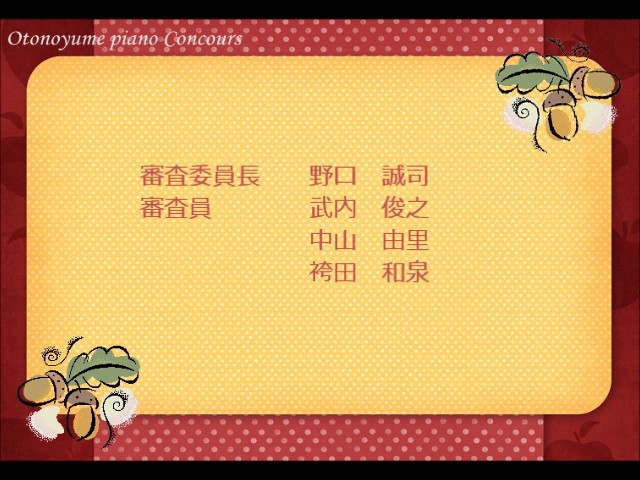 Otonoyume piano Concours
審査委員長　　野口　誠司
審査員　　　　武内　俊之
中山　由里
袴田　和泉